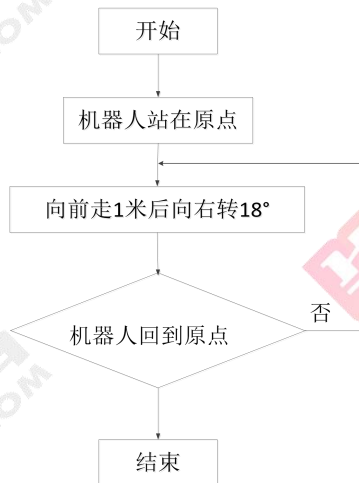 开始
机器人站在原点
向前走1米后向右转18°
机器人回到原点
否
结束